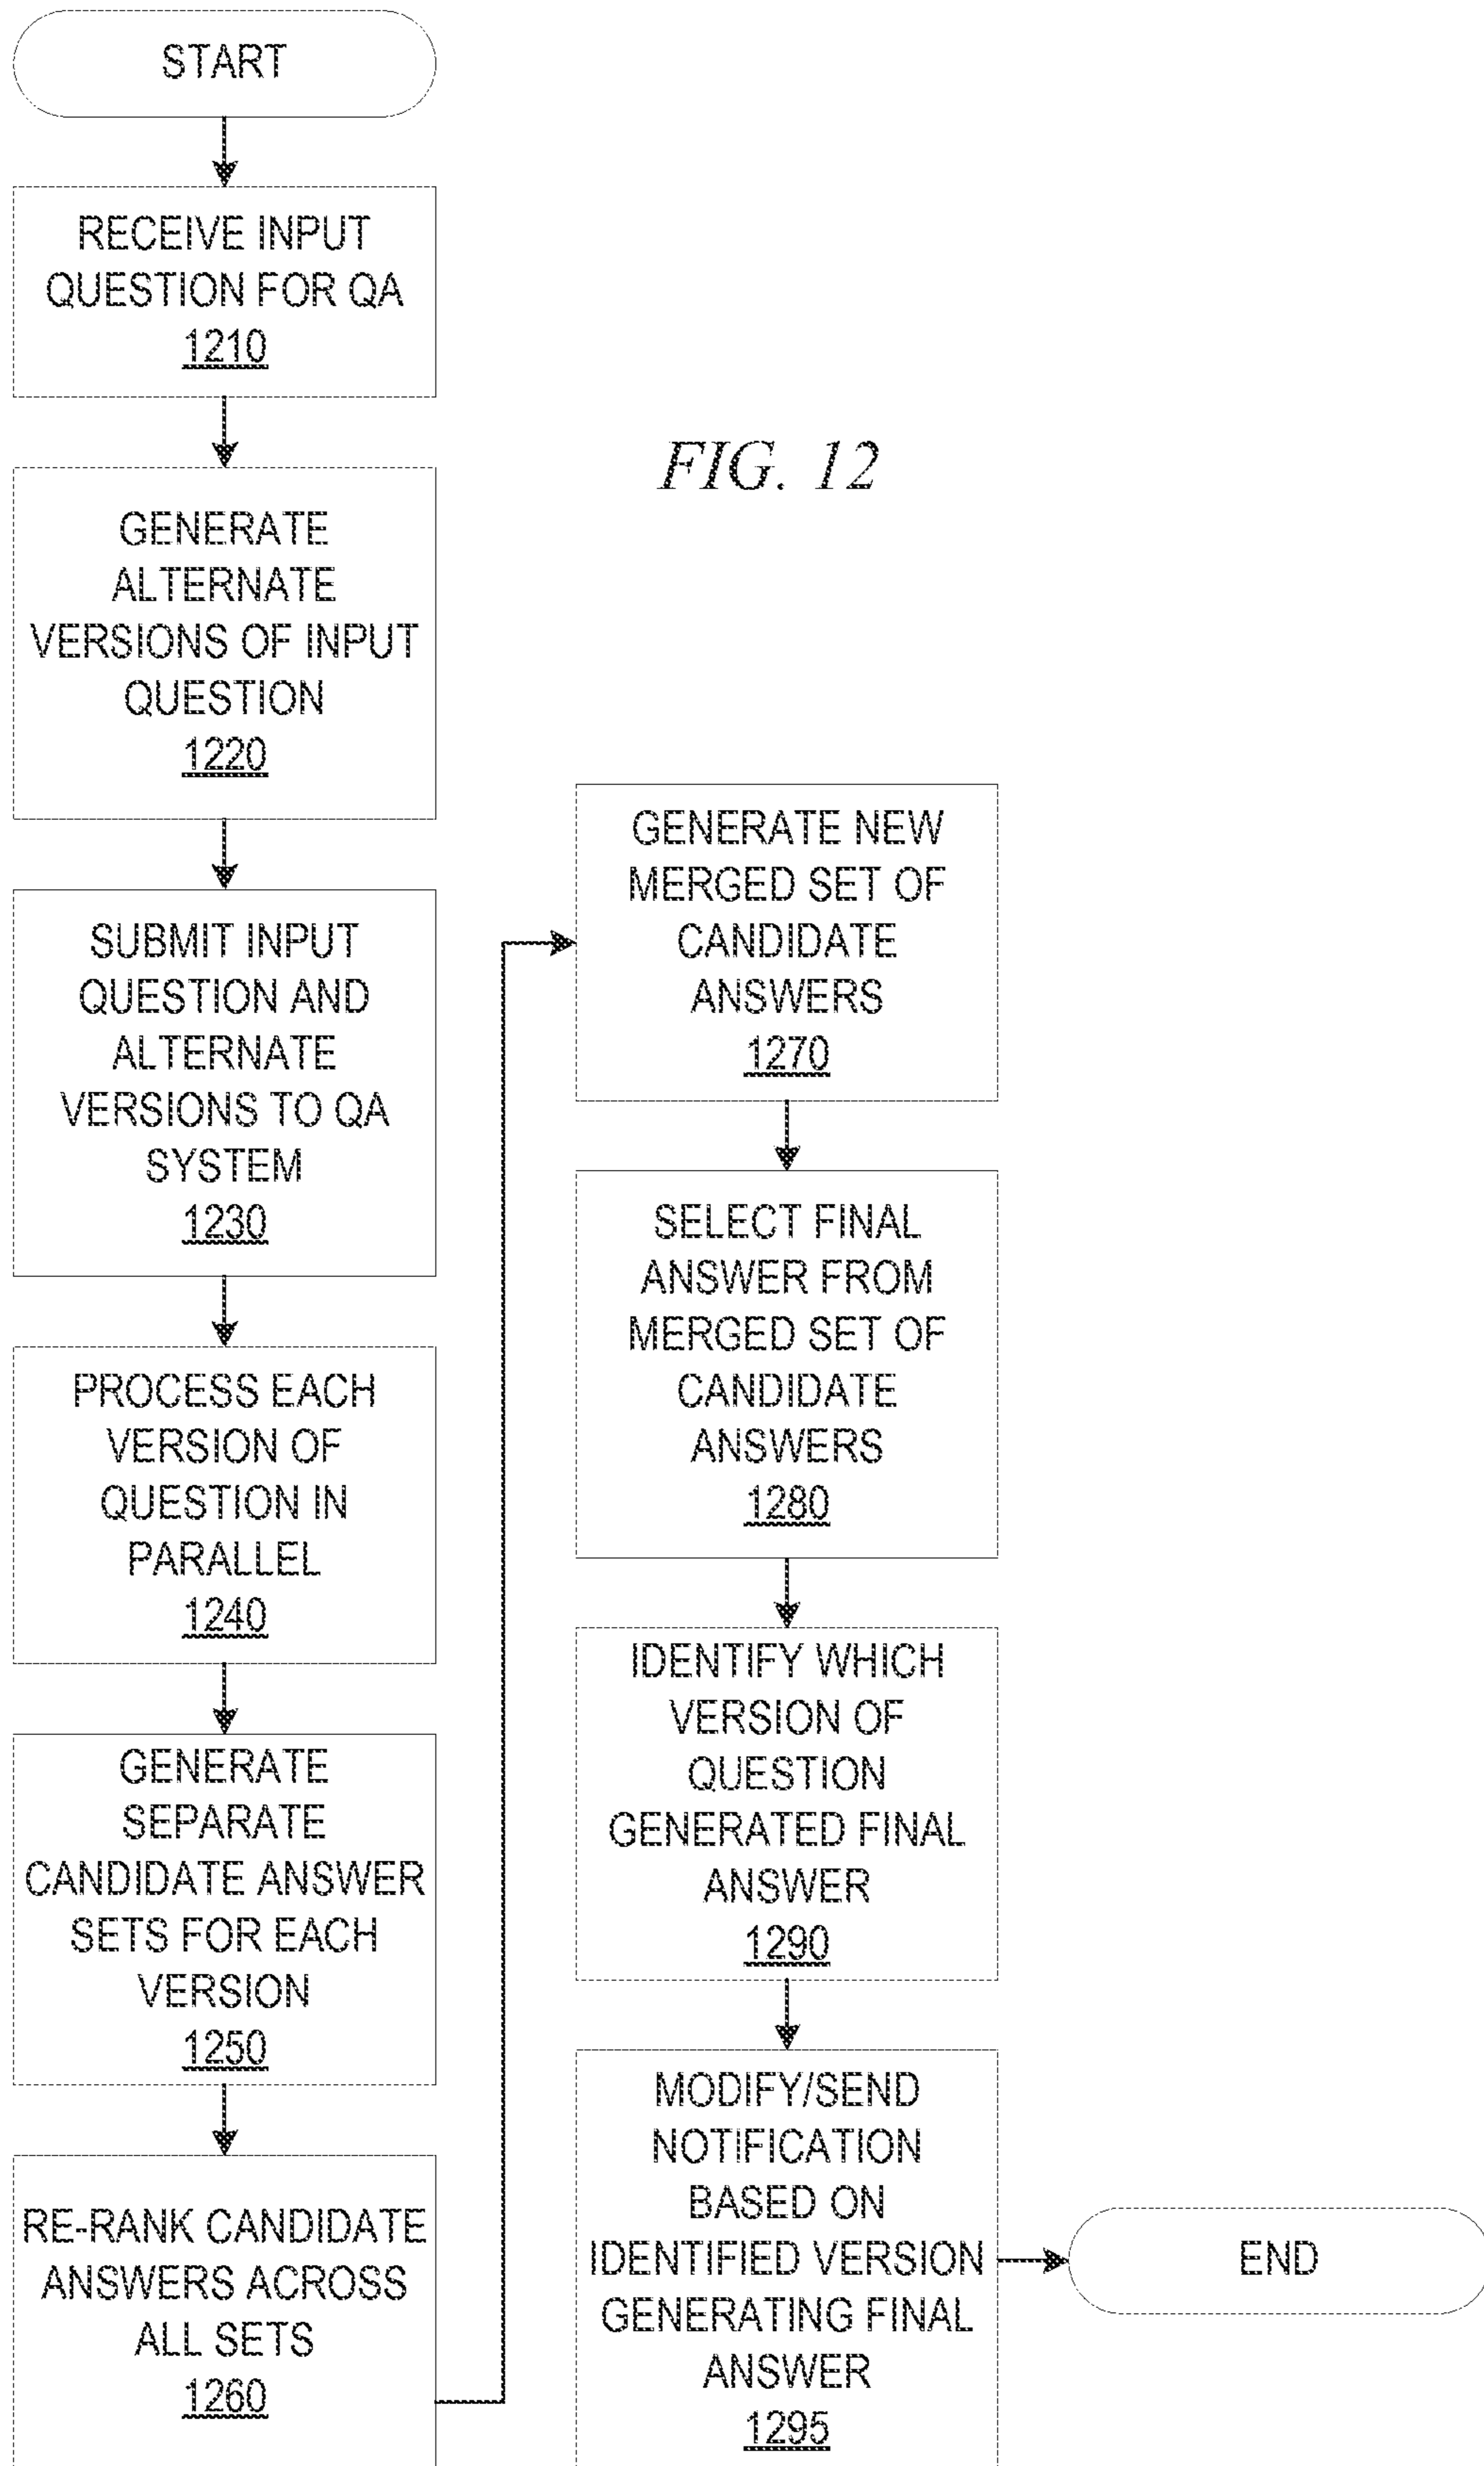 START
RECEIVE INPUT
QUESTION FOR QA
1210
GENERATE
ALTERNATE
VERSIONS OF INPUT
QUESTION
1220
SUBMIT INPUT
QUESTION AND
ALTERNATE
VERSIONS TO QA
SYSTEM
1230
PROCESS EACH
VERSION OF
QUESTION IN
PARALLEL
1240
GENERATE
SEPARATE
CANDIDATE ANSWER
SETS FOR EACH
VERSION
1250
RE-RANK CANDIDATE
ANSWERS ACROSS
ALL SETS
1260
FIG. 12
GENERATE NEW
MERGED SET OF
CANDIDATE
ANSWERS
1270
SELECT FINAL
ANSWER FROM
MERGED SET OF
CANDIDATE
ANSWERS
1280
IDENTIFY WHICH
VERSION OF
QUESTION
GENERATED FINAL
ANSWER
1290
MODIFY/SEND
NOTIFICATION
BASED ON
IDENTIFIED VERSION
GENERATING FINAL
ANSWER
1295
END